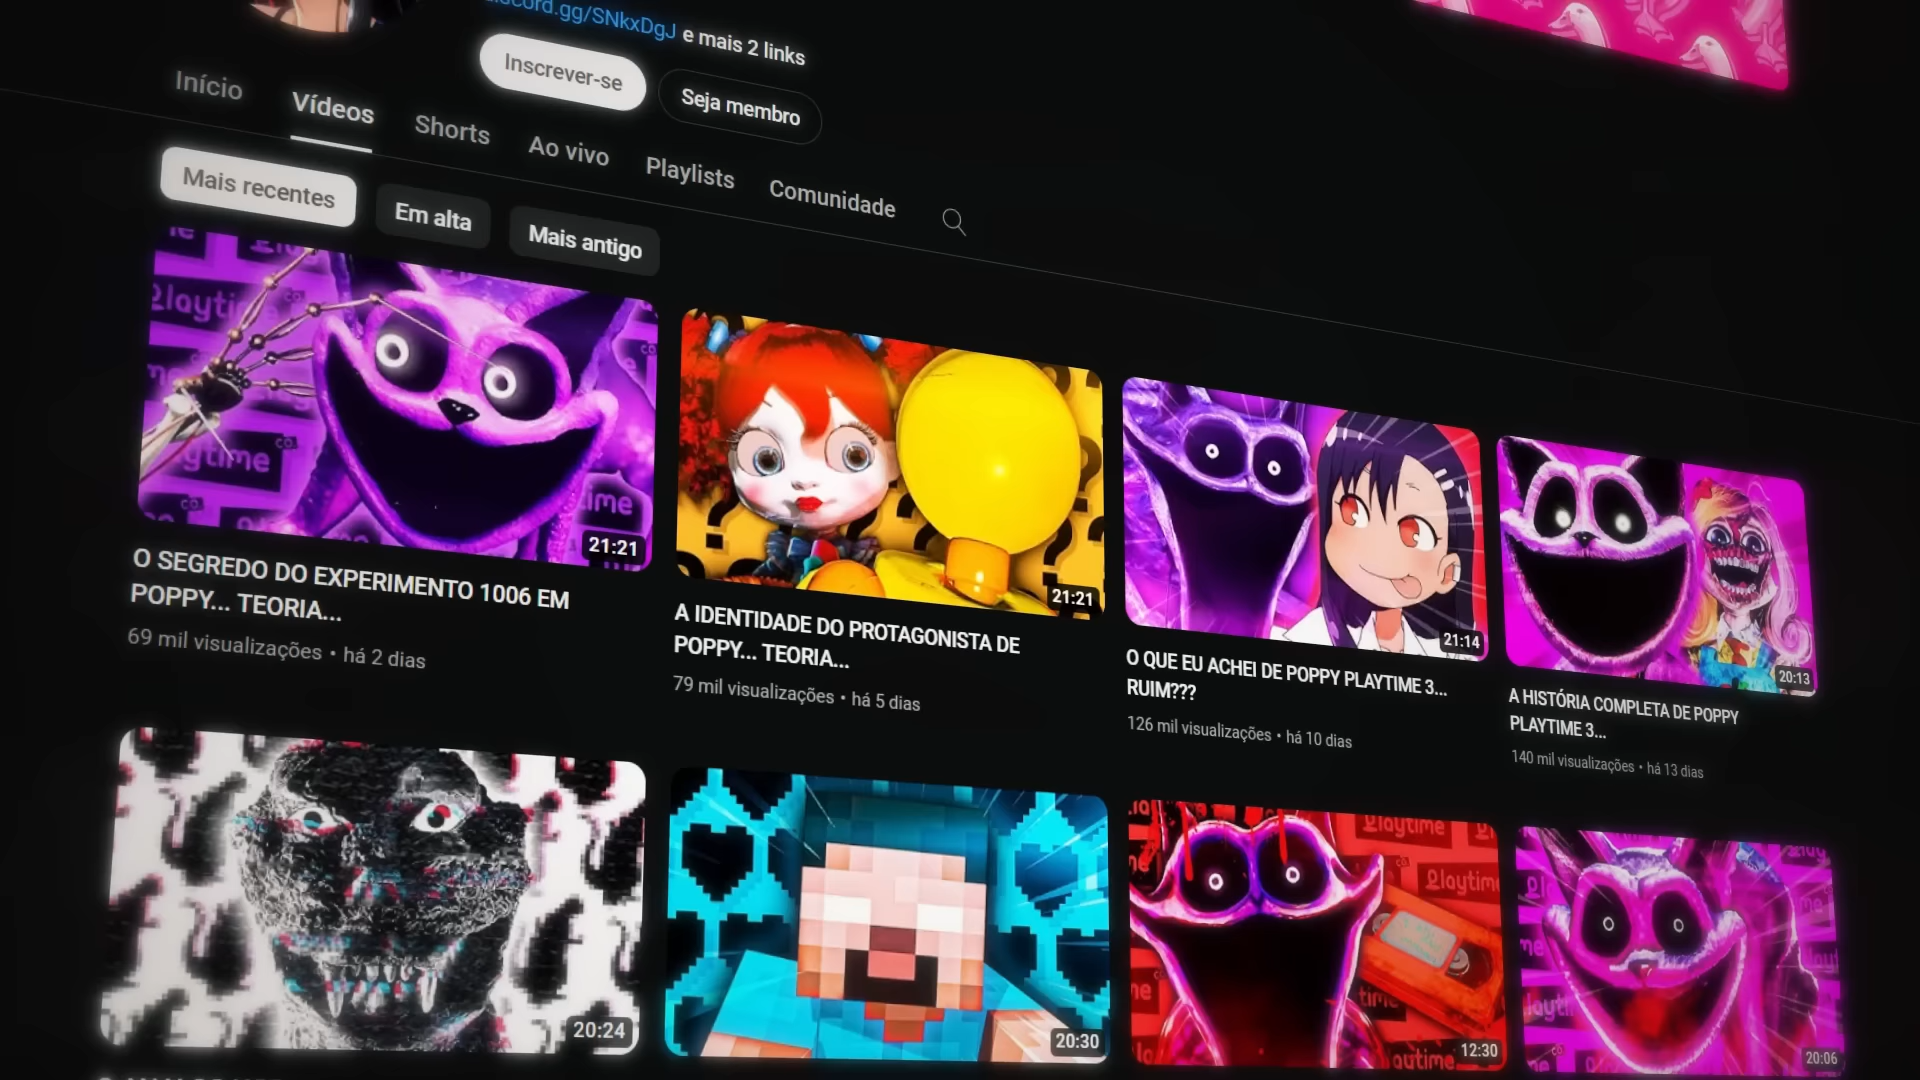 .gg/SNkxDgJ e mais 2 links
Inscrever-se
Seja membro
Início
Vídeos
Shorts
Ao vivo
Playlists
Comunidade
Mais recentes
Em alta
Mais antigo
21:21
O SEGREDO DO EXPERIMENTO 1006 EM
POPPY... TEORIA...
69 mil visualizações • há 2 dias
21:21
A IDENTIDADE DO PROTAGONISTA DE
POPPY... TEORIA...
79 mil visualizações • há 5 dias
21:14
O QUE EU ACHEI DE POPPY PLAYTIME 3...
RUIM???
126 mil visualizações • há 10 dias
20:13
A HISTÓRIA COMPLETA DE POPPY
PLAYTIME 3...
140 mil visualizações • há 13 dias
20:24
20:30
Playtime
Playtime
12:30
20:06